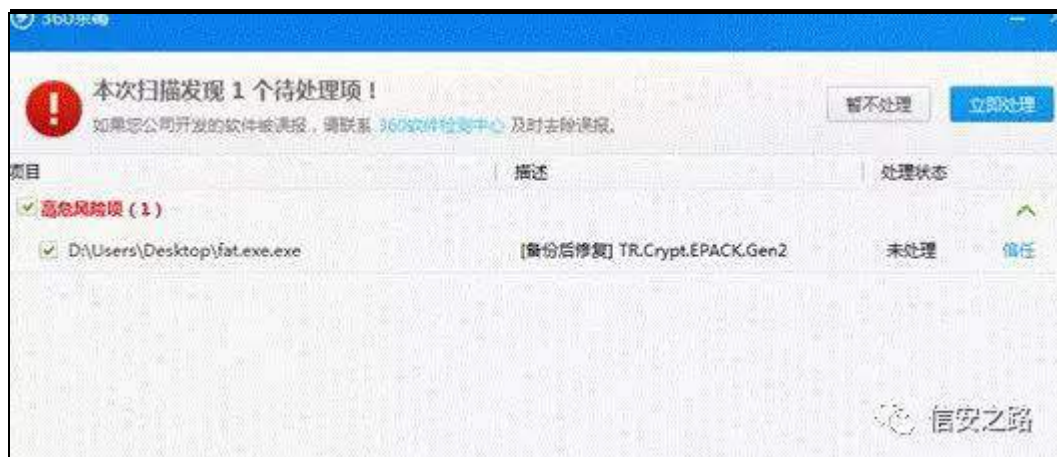 360杀毒
本次扫描发现 1 个待处理项！
如果您公司开发的软件被误报，请联系 360软件检测中心 及时去除误报。
暂不处理
立即处理
项目 描述 处理状态
高危风险项 ( 1 )
D:\Users\Desktop\fat.exe.exe [备份后修复] TR.Crypt.EPACK.Gen2 未处理 信任
信安之路